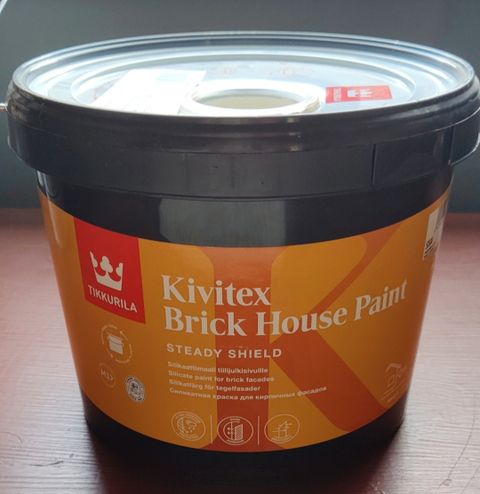 TIKKURILA
Kivitex
Brick House Paint
STEADY SHIELD
Silikaattimaali tiilijulkisivuille
Silicate paint for brick facades
Silikatfärg för tegelfasader
Силикатная краска для кирпичных фасадов